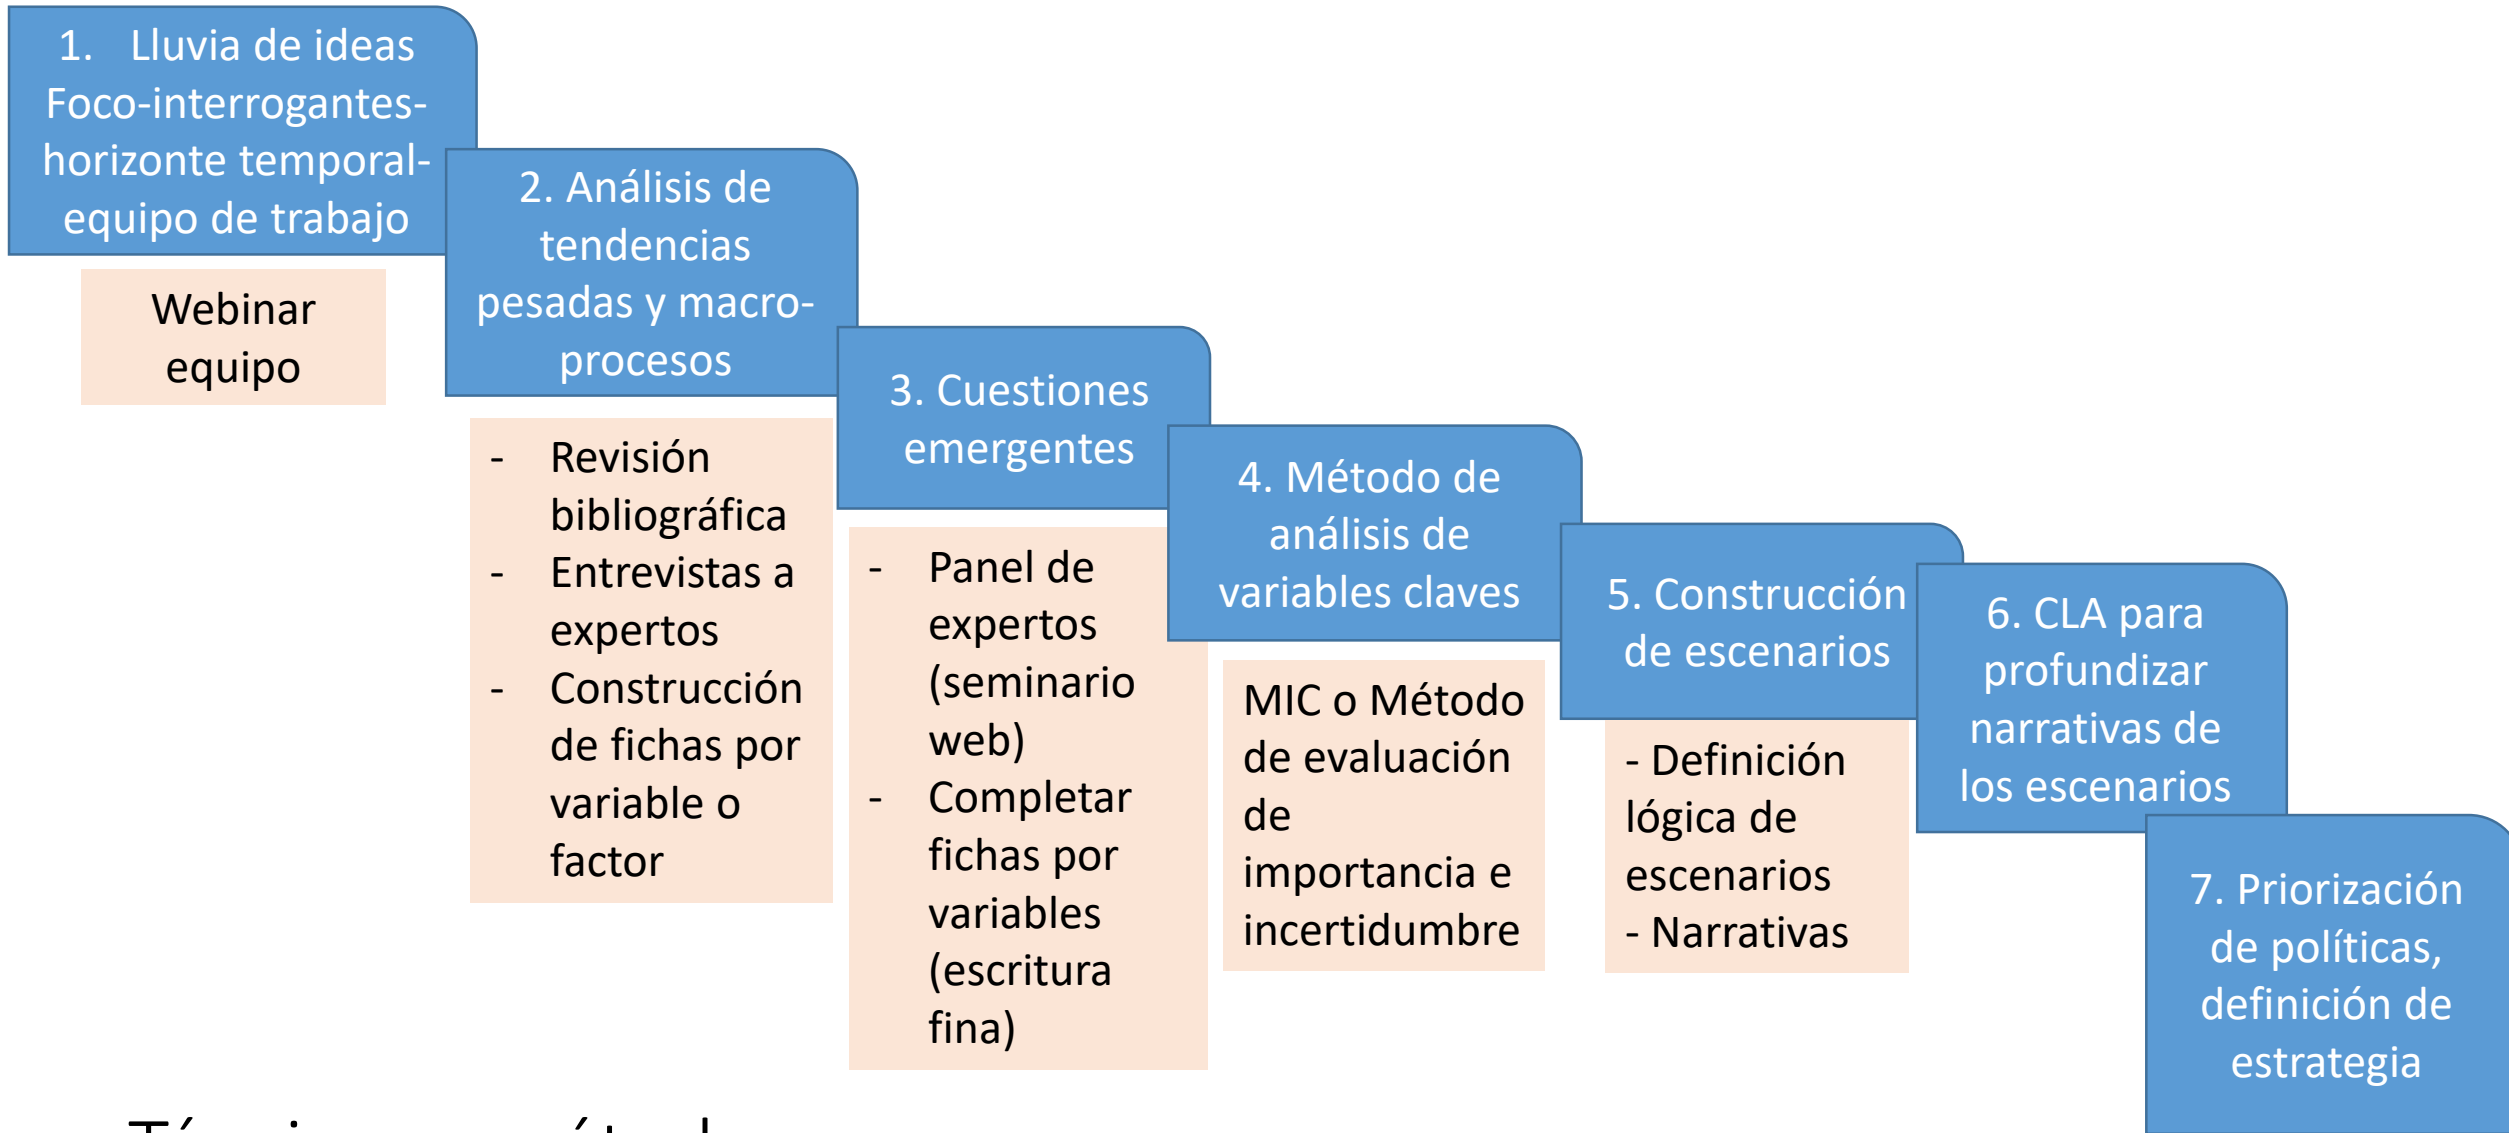 1. Lluvia de ideas
Foco-interrogantes-
horizonte temporal-
equipo de trabajo
Webinar
equipo
2. Análisis de
tendencias
pesadas y macro-
procesos
- Revisión
bibliográfica
- Entrevistas a
expertos
- Construcción
de fichas por
variable o
factor
3. Cuestiones
emergentes
- Panel de
expertos
(seminario
web)
- Completar
fichas por
variables
(escritura
fina)
4. Método de
análisis de
variables claves
MIC o Método
de evaluación
de
importancia e
incertidumbre
5. Construcción
de escenarios
- Definición
lógica de
escenarios
- Narrativas
6. CLA para
profundizar
narrativas de
los escenarios
7. Priorización
de políticas,
definición de
estrategia